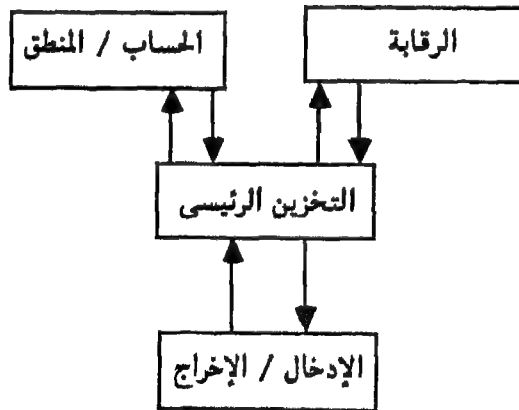 الرقابة
الحساب / المنطق
التخزين الرئيسى
الإدخال / الإخراج